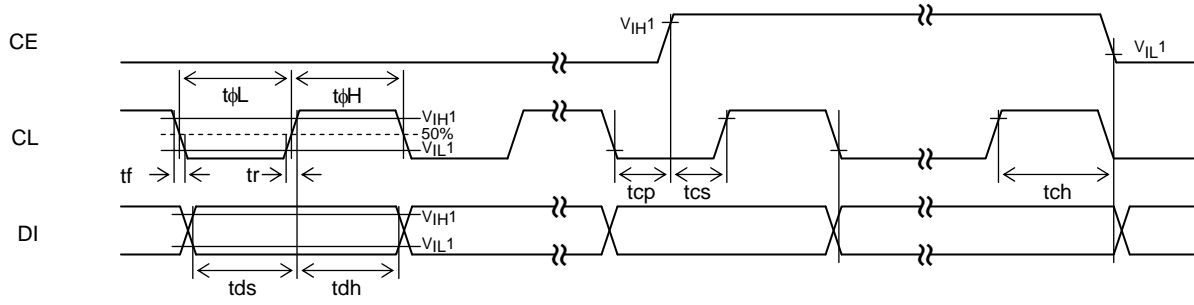 CE
VIH1
VIL1
tϕL
tϕH
CL
VIH1
50%
VIL1
tf
tr
tcp
tcs
tch
DI
VIH1
VIL1
tds
tdh